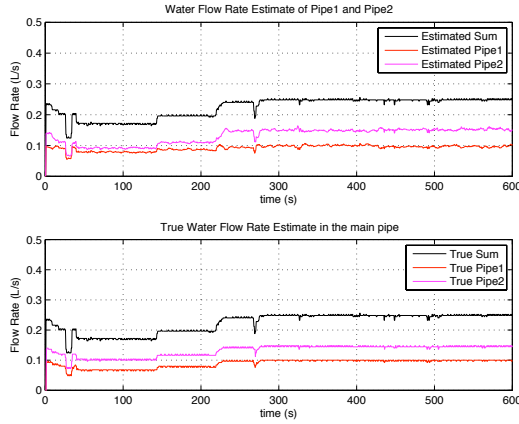 Water Flow Rate Estimate of Pipe1 and Pipe2
0.5
0.4
0.3
0.2
0.1
0
Flow Rate (L/s)
Estimated Sum
Estimated Pipe1
Estimated Pipe2
0 100 200 300 400 500 600
time (s)
True Water Flow Rate Estimate in the main pipe
0.5
0.4
0.3
0.2
0.1
0
Flow Rate (L/s)
True Sum
True Pipe1
True Pipe2
0 100 200 300 400 500 600
time (s)